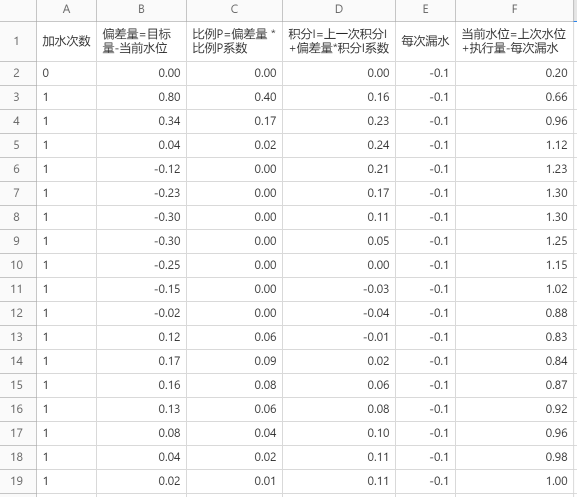 A B C D E F
1 加水次数 偏差量=目标量-当前水位 比例P=偏差量 *比例P系数 积分I=上一次积分I+偏差量*积分I系数 每次漏水 当前水位=上次水位+执行量-每次漏水
2 0 0.00 0.00 0.00 -0.1 0.20
3 1 0.80 0.40 0.16 -0.1 0.66
4 1 0.34 0.17 0.23 -0.1 0.96
5 1 0.04 0.02 0.24 -0.1 1.12
6 1 -0.12 0.00 0.21 -0.1 1.23
7 1 -0.23 0.00 0.17 -0.1 1.30
8 1 -0.30 0.00 0.11 -0.1 1.30
9 1 -0.30 0.00 0.05 -0.1 1.25
10 1 -0.25 0.00 0.00 -0.1 1.15
11 1 -0.15 0.00 -0.03 -0.1 1.02
12 1 -0.02 0.00 -0.04 -0.1 0.88
13 1 0.12 0.06 -0.01 -0.1 0.83
14 1 0.17 0.09 0.02 -0.1 0.84
15 1 0.16 0.08 0.06 -0.1 0.87
16 1 0.13 0.06 0.08 -0.1 0.92
17 1 0.08 0.04 0.10 -0.1 0.96
18 1 0.04 0.02 0.11 -0.1 0.98
19 1 0.02 0.01 0.11 -0.1 1.00